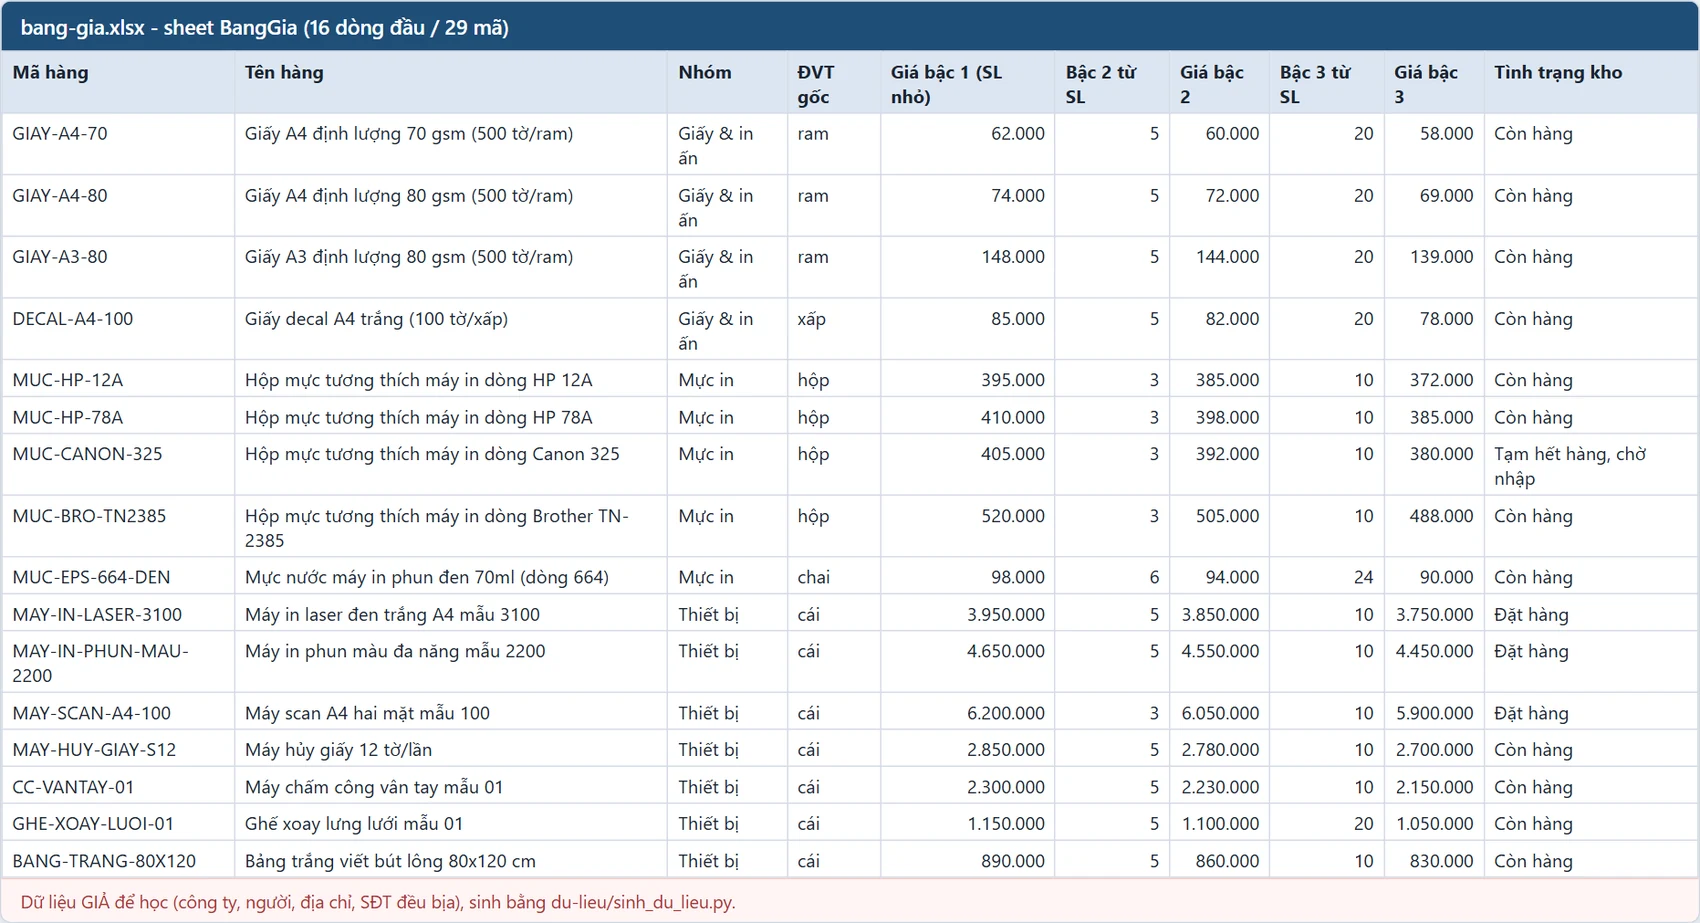 bang-gia.xlsx - sheet BangGia (16 dòng đầu / 29 mã)
Mã hàng Tên hàng Nhóm ĐVT gốc Giá bậc 1 (SL nhỏ) Bậc 2 từ SL Giá bậc 2 Bậc 3 từ SL Giá bậc 3 Tình trạng kho
GIAY-A4-70 Giấy A4 định lượng 70 gsm (500 tờ/ram) Giấy & in ấn ram 62.000 5 60.000 20 58.000 Còn hàng
GIAY-A4-80 Giấy A4 định lượng 80 gsm (500 tờ/ram) Giấy & in ấn ram 74.000 5 72.000 20 69.000 Còn hàng
GIAY-A3-80 Giấy A3 định lượng 80 gsm (500 tờ/ram) Giấy & in ấn ram 148.000 5 144.000 20 139.000 Còn hàng
DECAL-A4-100 Giấy decal A4 trắng (100 tờ/xấp) Giấy & in ấn xấp 85.000 5 82.000 20 78.000 Còn hàng
MUC-HP-12A Hộp mực tương thích máy in dòng HP 12A Mực in hộp 395.000 3 385.000 10 372.000 Còn hàng
MUC-HP-78A Hộp mực tương thích máy in dòng HP 78A Mực in hộp 410.000 3 398.000 10 385.000 Còn hàng
MUC-CANON-325 Hộp mực tương thích máy in dòng Canon 325 Mực in hộp 405.000 3 392.000 10 380.000 Tạm hết hàng, chờ nhập
MUC-BRO-TN2385 Hộp mực tương thích máy in dòng Brother TN-2385 Mực in hộp 520.000 3 505.000 10 488.000 Còn hàng
MUC-EPS-664-DEN Mực nước máy in phun đen 70ml (dòng 664) Mực in chai 98.000 6 94.000 24 90.000 Còn hàng
MAY-IN-LASER-3100 Máy in laser đen trắng A4 mẫu 3100 Thiết bị cái 3.950.000 5 3.850.000 10 3.750.000 Đặt hàng
MAY-IN-PHUN-MAU-2200 Máy in phun màu đa năng mẫu 2200 Thiết bị cái 4.650.000 5 4.550.000 10 4.450.000 Đặt hàng
MAY-SCAN-A4-100 Máy scan A4 hai mặt mẫu 100 Thiết bị cái 6.200.000 3 6.050.000 10 5.900.000 Đặt hàng
MAY-HUY-GIAY-S12 Máy hủy giấy 12 tờ/lần Thiết bị cái 2.850.000 5 2.780.000 10 2.700.000 Còn hàng
CC-VANTAY-01 Máy chấm công vân tay mẫu 01 Thiết bị cái 2.300.000 5 2.230.000 10 2.150.000 Còn hàng
GHE-XOAY-LUOI-01 Ghế xoay lưng lưới mẫu 01 Thiết bị cái 1.150.000 5 1.100.000 20 1.050.000 Còn hàng
BANG-TRANG-80X120 Bảng trắng viết bút lông 80x120 cm Thiết bị cái 890.000 5 860.000 10 830.000 Còn hàng
Dữ liệu GIẢ để học (công ty, người, địa chỉ, SĐT đều bịa), sinh bằng du-lieu/sinh_du_lieu.py.